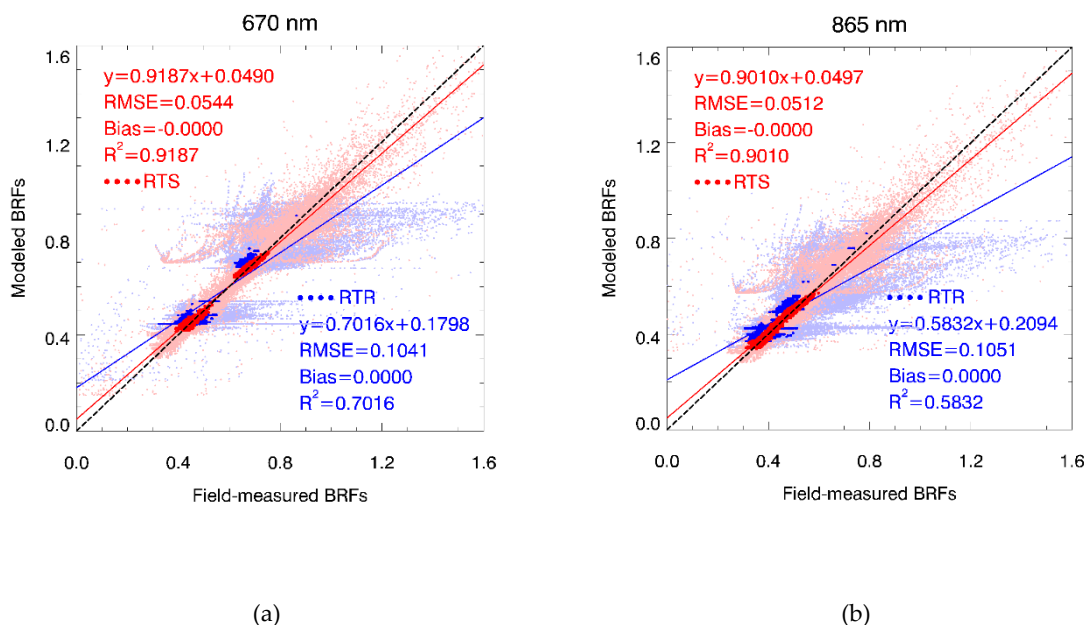 670 nm
y=0.9187x+0.0490
RMSE=0.0544
Bias=-0.0000
R²=0.9187
RTS
RTR
y=0.7016x+0.1798
RMSE=0.1041
Bias=0.0000
R²=0.7016
Modeled BRFs
1.6
1.2
0.8
0.4
0.0
0.0 0.4 0.8 1.2 1.6
Field-measured BRFs
(a)
865 nm
y=0.9010x+0.0497
RMSE=0.0512
Bias=-0.0000
R²=0.9010
RTS
RTR
y=0.5832x+0.2094
RMSE=0.1051
Bias=0.0000
R²=0.5832
Modeled BRFs
1.6
1.2
0.8
0.4
0.0
0.0 0.4 0.8 1.2 1.6
Field-measured BRFs
(b)